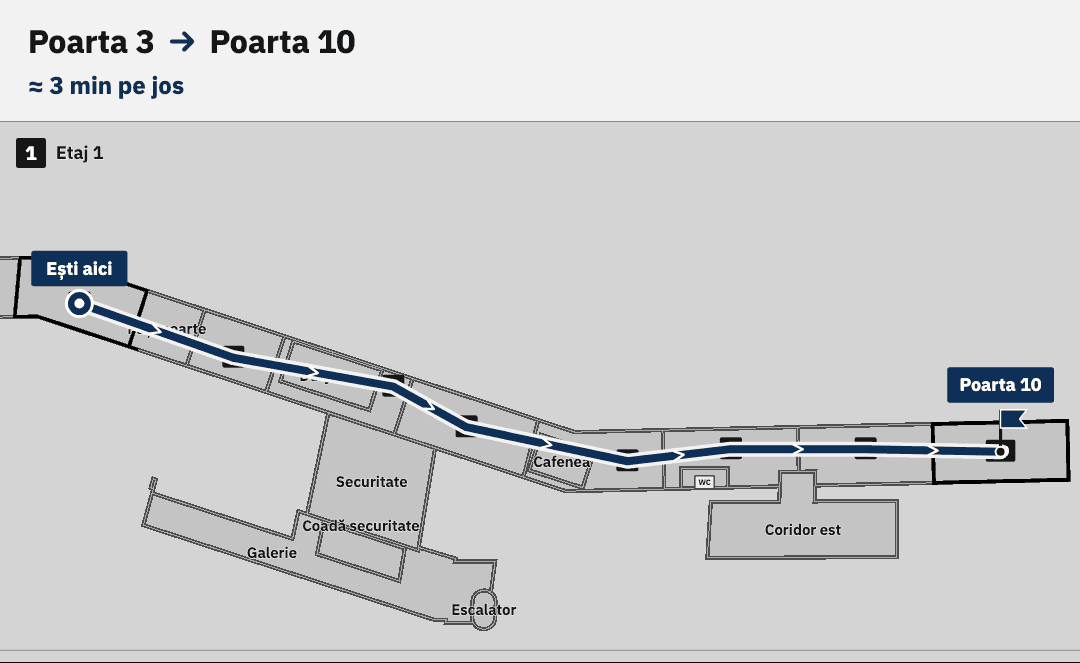 Poarta 3 → Poarta 10
≈ 3 min pe jos
1 Etaj 1
Ești aici
Poarta 10
Cafenea
Securitate
WC
Coadă securitate
Coridor est
Galerie
Escalator